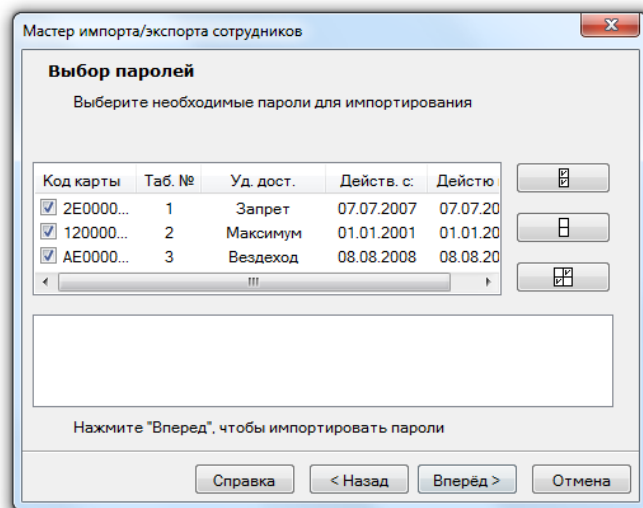 Мастер импорта/экспорта сотрудников
Выбор паролей
Выберите необходимые пароли для импортирования
Код карты Таб. № Уд. дост. Действ. с: Действю
2E0000... 1 Запрет 07.07.2007 07.07.20
120000... 2 Максимум 01.01.2001 01.01.20
AE0000... 3 Вездеход 08.08.2008 08.08.20
Нажмите "Вперед", чтобы импортировать пароли
Справка < Назад Вперёд > Отмена